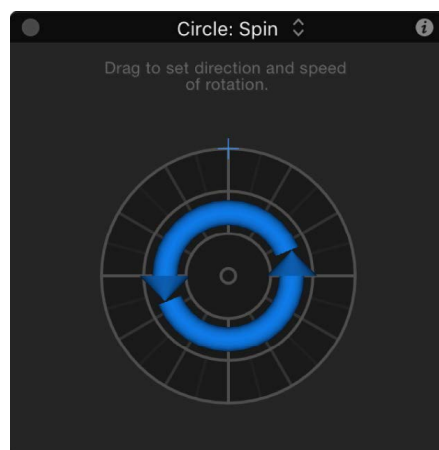 Circle: Spin
Drag to set direction and speed
of rotation.